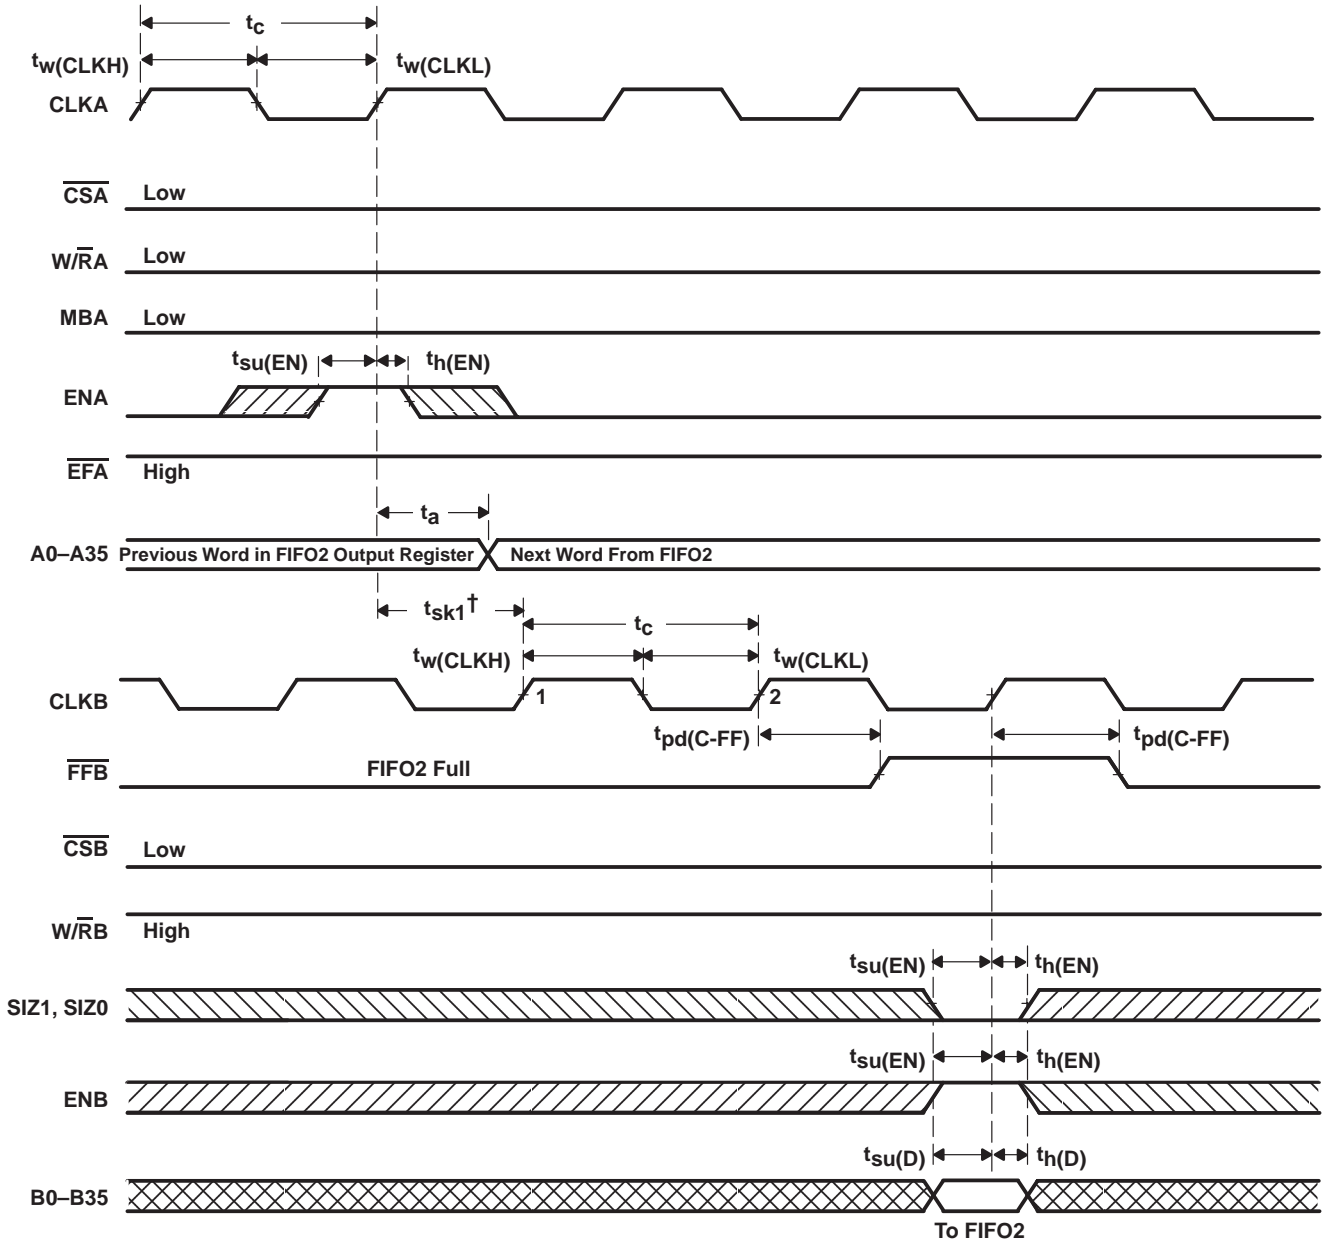 tc
tw(CLKH) tw(CLKL)
CLKA
CSA Low
W/RA Low
MBA Low
tsu(EN) th(EN)
ENA
EFA High
ta
A0–A35 Previous Word in FIFO2 Output Register Next Word From FIFO2
tsk1†
tc
tw(CLKH) tw(CLKL)
CLKB 1 2
tpd(C-FF) tpd(C-FF)
FFB FIFO2 Full
CSB Low
W/RB High
tsu(EN) th(EN)
SIZ1, SIZ0
tsu(EN) th(EN)
ENB
tsu(D) th(D)
B0–B35
To FIFO2